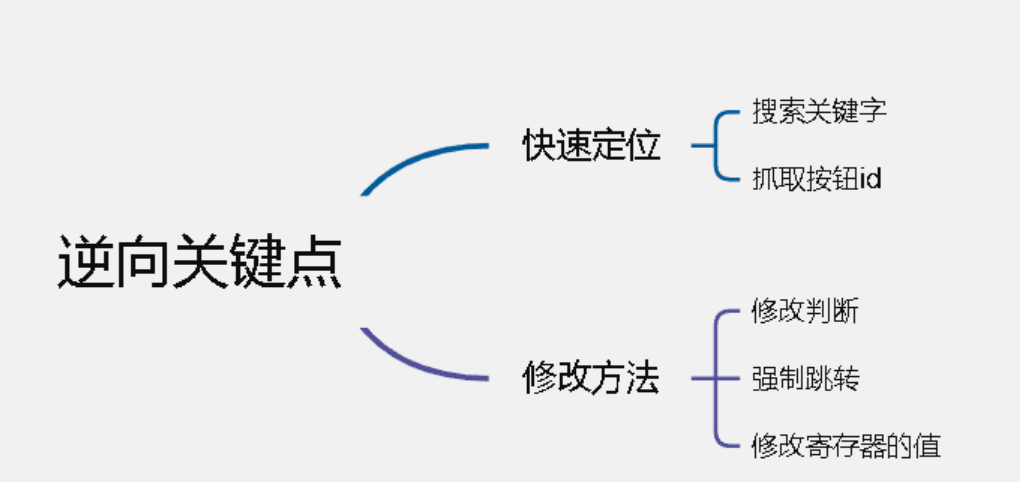 逆向关键点
快速定位
搜索关键字
抓取按钮id
修改方法
修改判断
强制跳转
修改寄存器的值